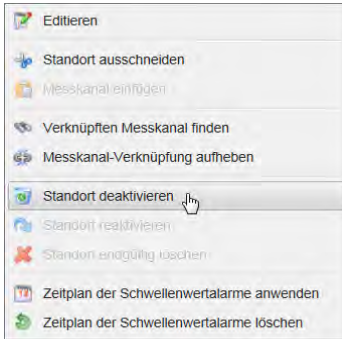 Editieren
Standort ausschneiden
Messkanal einfügen
Verknüpften Messkanal finden
Messkanal-Verknüpfung aufheben
Standort deaktivieren
Standort reaktivieren
Standort endgültig löschen
Zeitplan der Schwellenwertalarme anwenden
Zeitplan der Schwellenwertalarme löschen